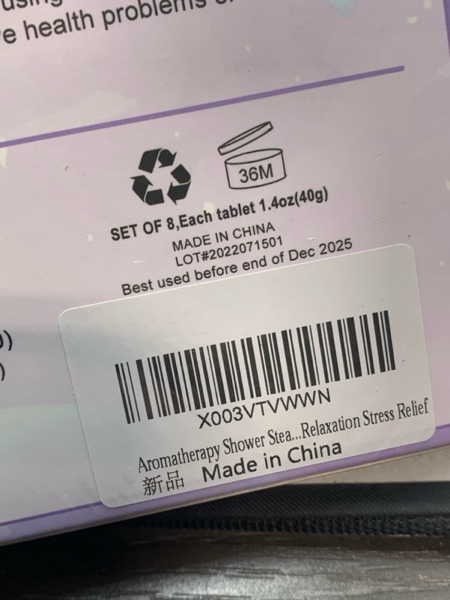 e health problems
36M
SET OF 8,Each tablet 1.4oz(40g)
MADE IN CHINA
LOT#2022071501
Best used before end of Dec 2025
X003VTVWWN
Aromatherapy Shower Stea...Relaxation Stress Relief
新品 Made in China